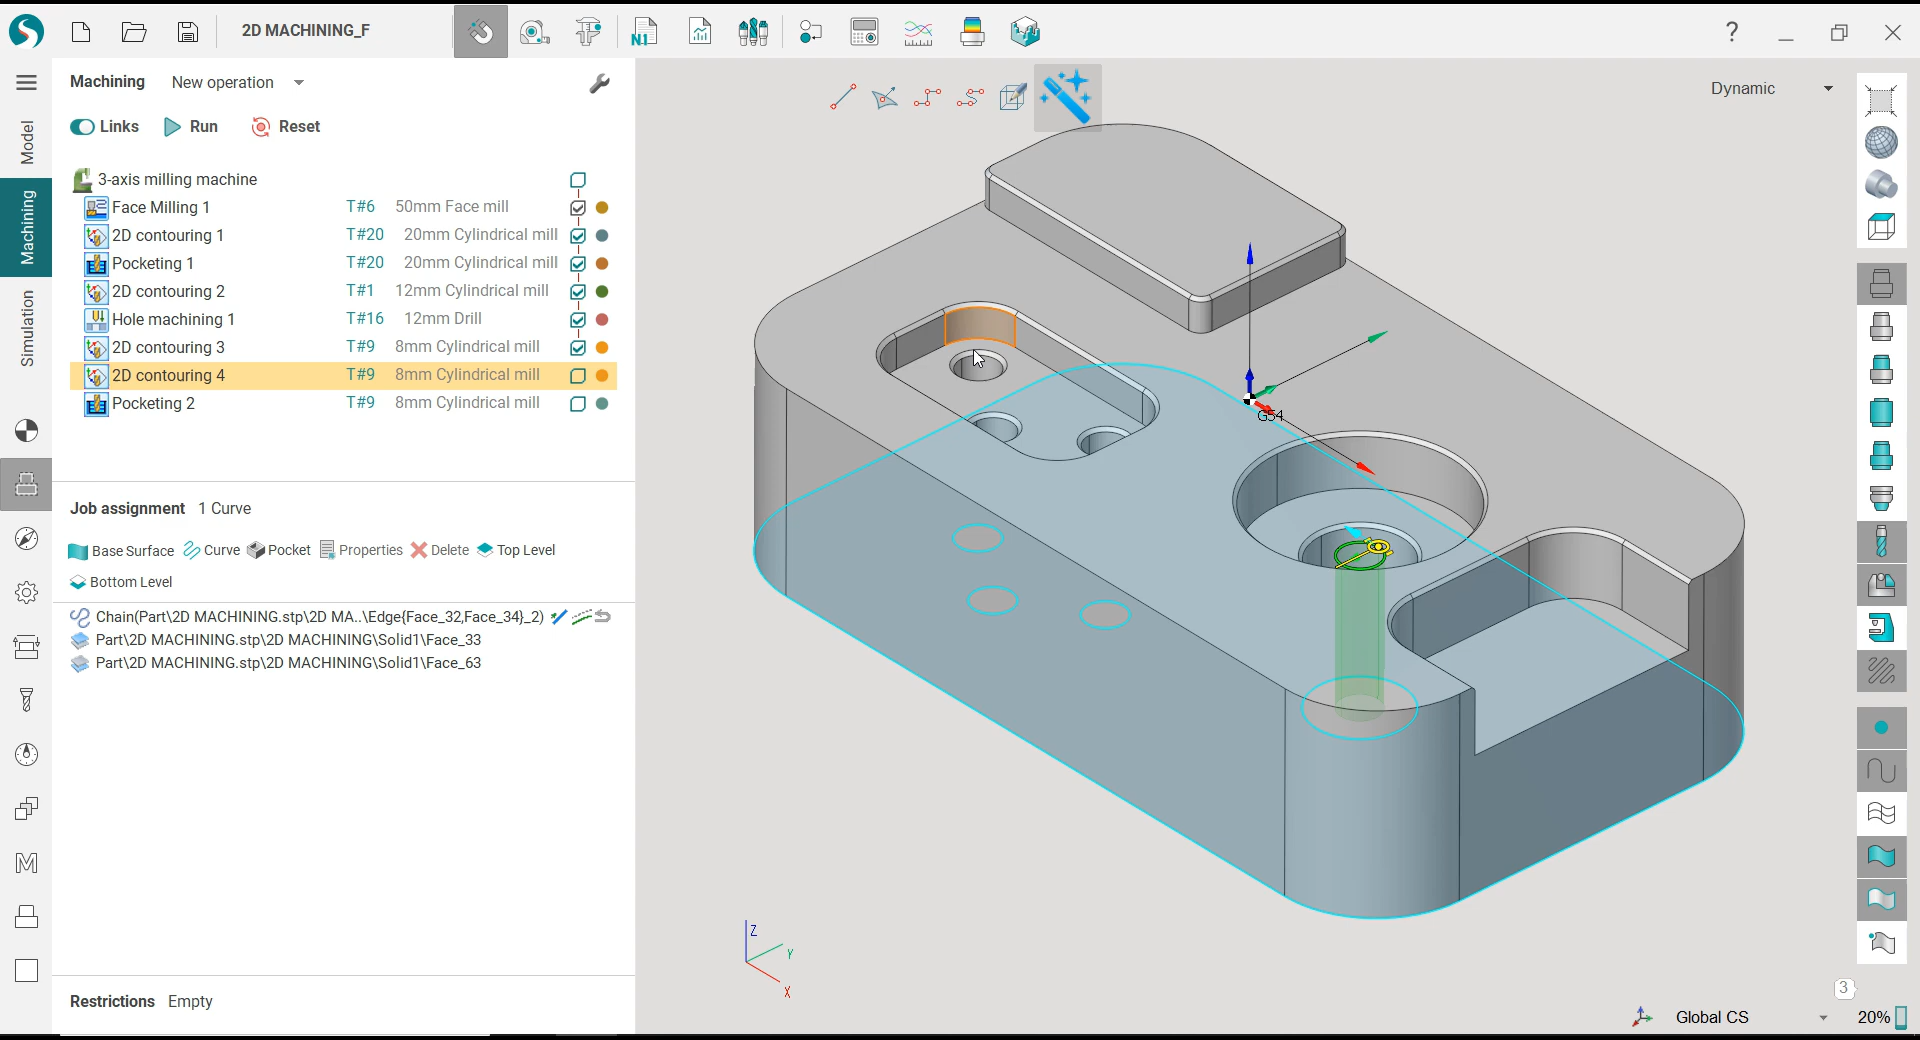 2D MACHINING_F
N1
?
Machining New operation
Dynamic
Links Run Reset
Model
Machining
Simulation
3-axis milling machine
Face Milling 1 T#6 50mm Face mill
2D contouring 1 T#20 20mm Cylindrical mill
Pocketing 1 T#20 20mm Cylindrical mill
2D contouring 2 T#1 12mm Cylindrical mill
Hole machining 1 T#16 12mm Drill
2D contouring 3 T#9 8mm Cylindrical mill
2D contouring 4 T#9 8mm Cylindrical mill
Pocketing 2 T#9 8mm Cylindrical mill
G54
Job assignment 1 Curve
Base Surface Curve Pocket Properties Delete Top Level
Bottom Level
Chain(Part\2D MACHINING.stp\2D MA..\Edge{Face_32,Face_34}_2)
Part\2D MACHINING.stp\2D MACHINING\Solid1\Face_33
Part\2D MACHINING.stp\2D MACHINING\Solid1\Face_63
M
Z
Y
X
3
Restrictions Empty
Global CS 20%